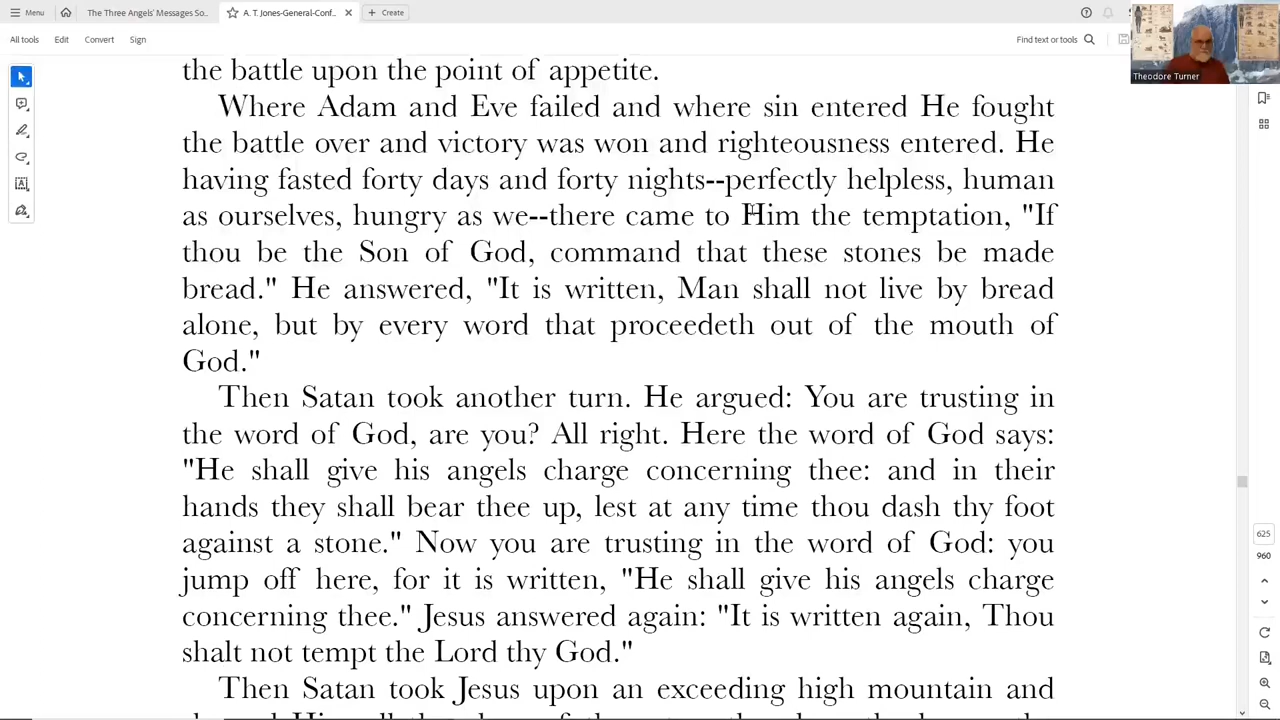 Menu
The Three Angels' Messages So...
A. T. Jones-General-Conf...
Create
All tools
Edit
Convert
Sign
Find text or tools
Theodore Turner
the battle upon the point of appetite.
Where Adam and Eve failed and where sin entered He fought
the battle over and victory was won and righteousness entered. He
having fasted forty days and forty nights--perfectly helpless, human
as ourselves, hungry as we--there came to Him the temptation, "If
thou be the Son of God, command that these stones be made
bread." He answered, "It is written, Man shall not live by bread
alone, but by every word that proceedeth out of the mouth of
God."
Then Satan took another turn. He argued: You are trusting in
the word of God, are you? All right. Here the word of God says:
"He shall give his angels charge concerning thee: and in their
hands they shall bear thee up, lest at any time thou dash thy foot
against a stone." Now you are trusting in the word of God: you
jump off here, for it is written, "He shall give his angels charge
concerning thee." Jesus answered again: "It is written again, Thou
shalt not tempt the Lord thy God."
Then Satan took Jesus upon an exceeding high mountain and
625
960